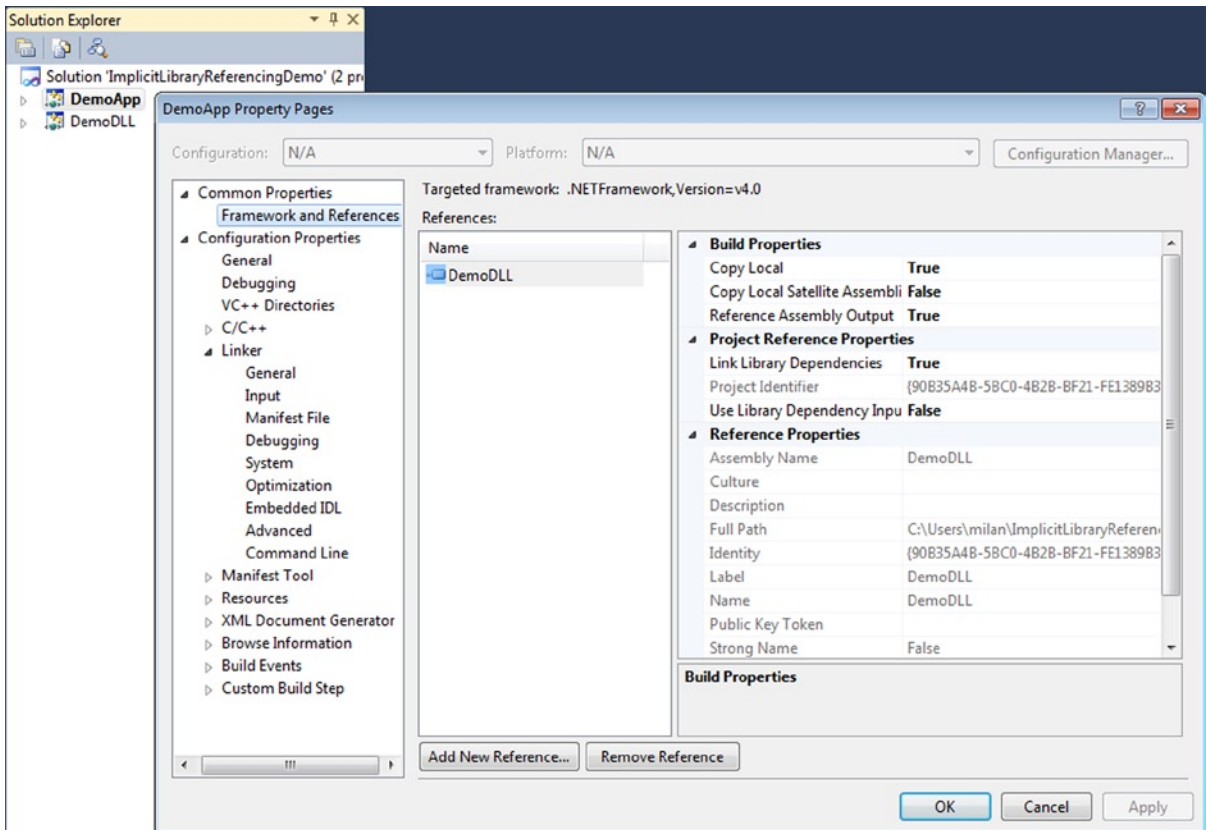 Solution Explorer
Solution 'ImplicitLibraryReferencingDemo' (2 pr
DemoApp
DemoDLL
DemoApp Property Pages
Configuration: N/A Platform: N/A Configuration Manager...
Common Properties
Framework and References
Configuration Properties
General
Debugging
VC++ Directories
C/C++
Linker
General
Input
Manifest File
Debugging
System
Optimization
Embedded IDL
Advanced
Command Line
Manifest Tool
Resources
XML Document Generator
Browse Information
Build Events
Custom Build Step
Targeted framework: .NETFramework,Version=v4.0
References:
Name
DemoDLL
Build Properties
Copy Local True
Copy Local Satellite Assembli False
Reference Assembly Output True
Project Reference Properties
Link Library Dependencies True
Project Identifier {90B35A4B-5BC0-4B2B-BF21-FE1389B3
Use Library Dependency Inpu False
Reference Properties
Assembly Name DemoDLL
Culture
Description
Full Path C:\Users\milan\ImplicitLibraryReferen
Identity {90B35A4B-5BC0-4B2B-BF21-FE1389B3
Label DemoDLL
Name DemoDLL
Public Key Token
Strong Name False
Build Properties
Add New Reference... Remove Reference
OK Cancel Apply